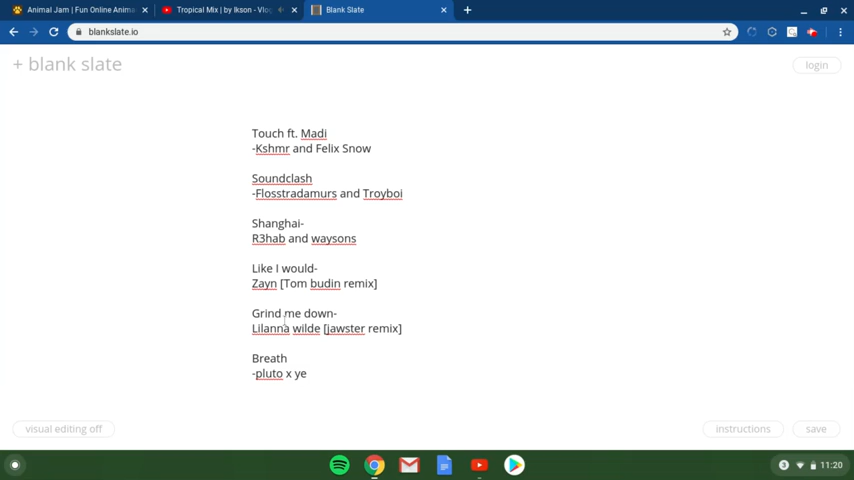 Animal Jam | Fun Online Anima
Tropical Mix | by Ikson - Vlog
Blank Slate
blankslate.io
+ blank slate
login
Touch ft. Madi
-Kshmr and Felix Snow
Soundclash
-Flosstradamurs and Troyboi
Shanghai-
R3hab and waysons
Like I would-
Zayn [Tom budin remix]
Grind me down-
Lilanna wilde [jawster remix]
Breath
-pluto x ye
visual editing off
instructions
save
3
11:20